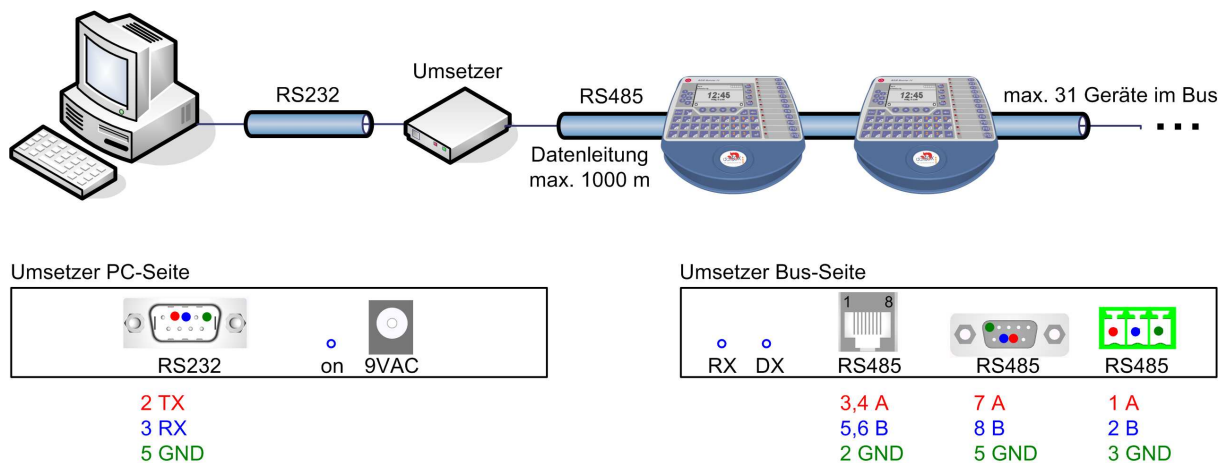 Umsetzer
RS232
RS485
max. 31 Geräte im Bus
Datenleitung
max. 1000 m
12:45
12:45
Umsetzer PC-Seite
RS232
on
9VAC
2 TX
3 RX
5 GND
Umsetzer Bus-Seite
1 8
RX
DX
RS485
RS485
RS485
3,4 A
5,6 B
2 GND
7 A
8 B
5 GND
1 A
2 B
3 GND